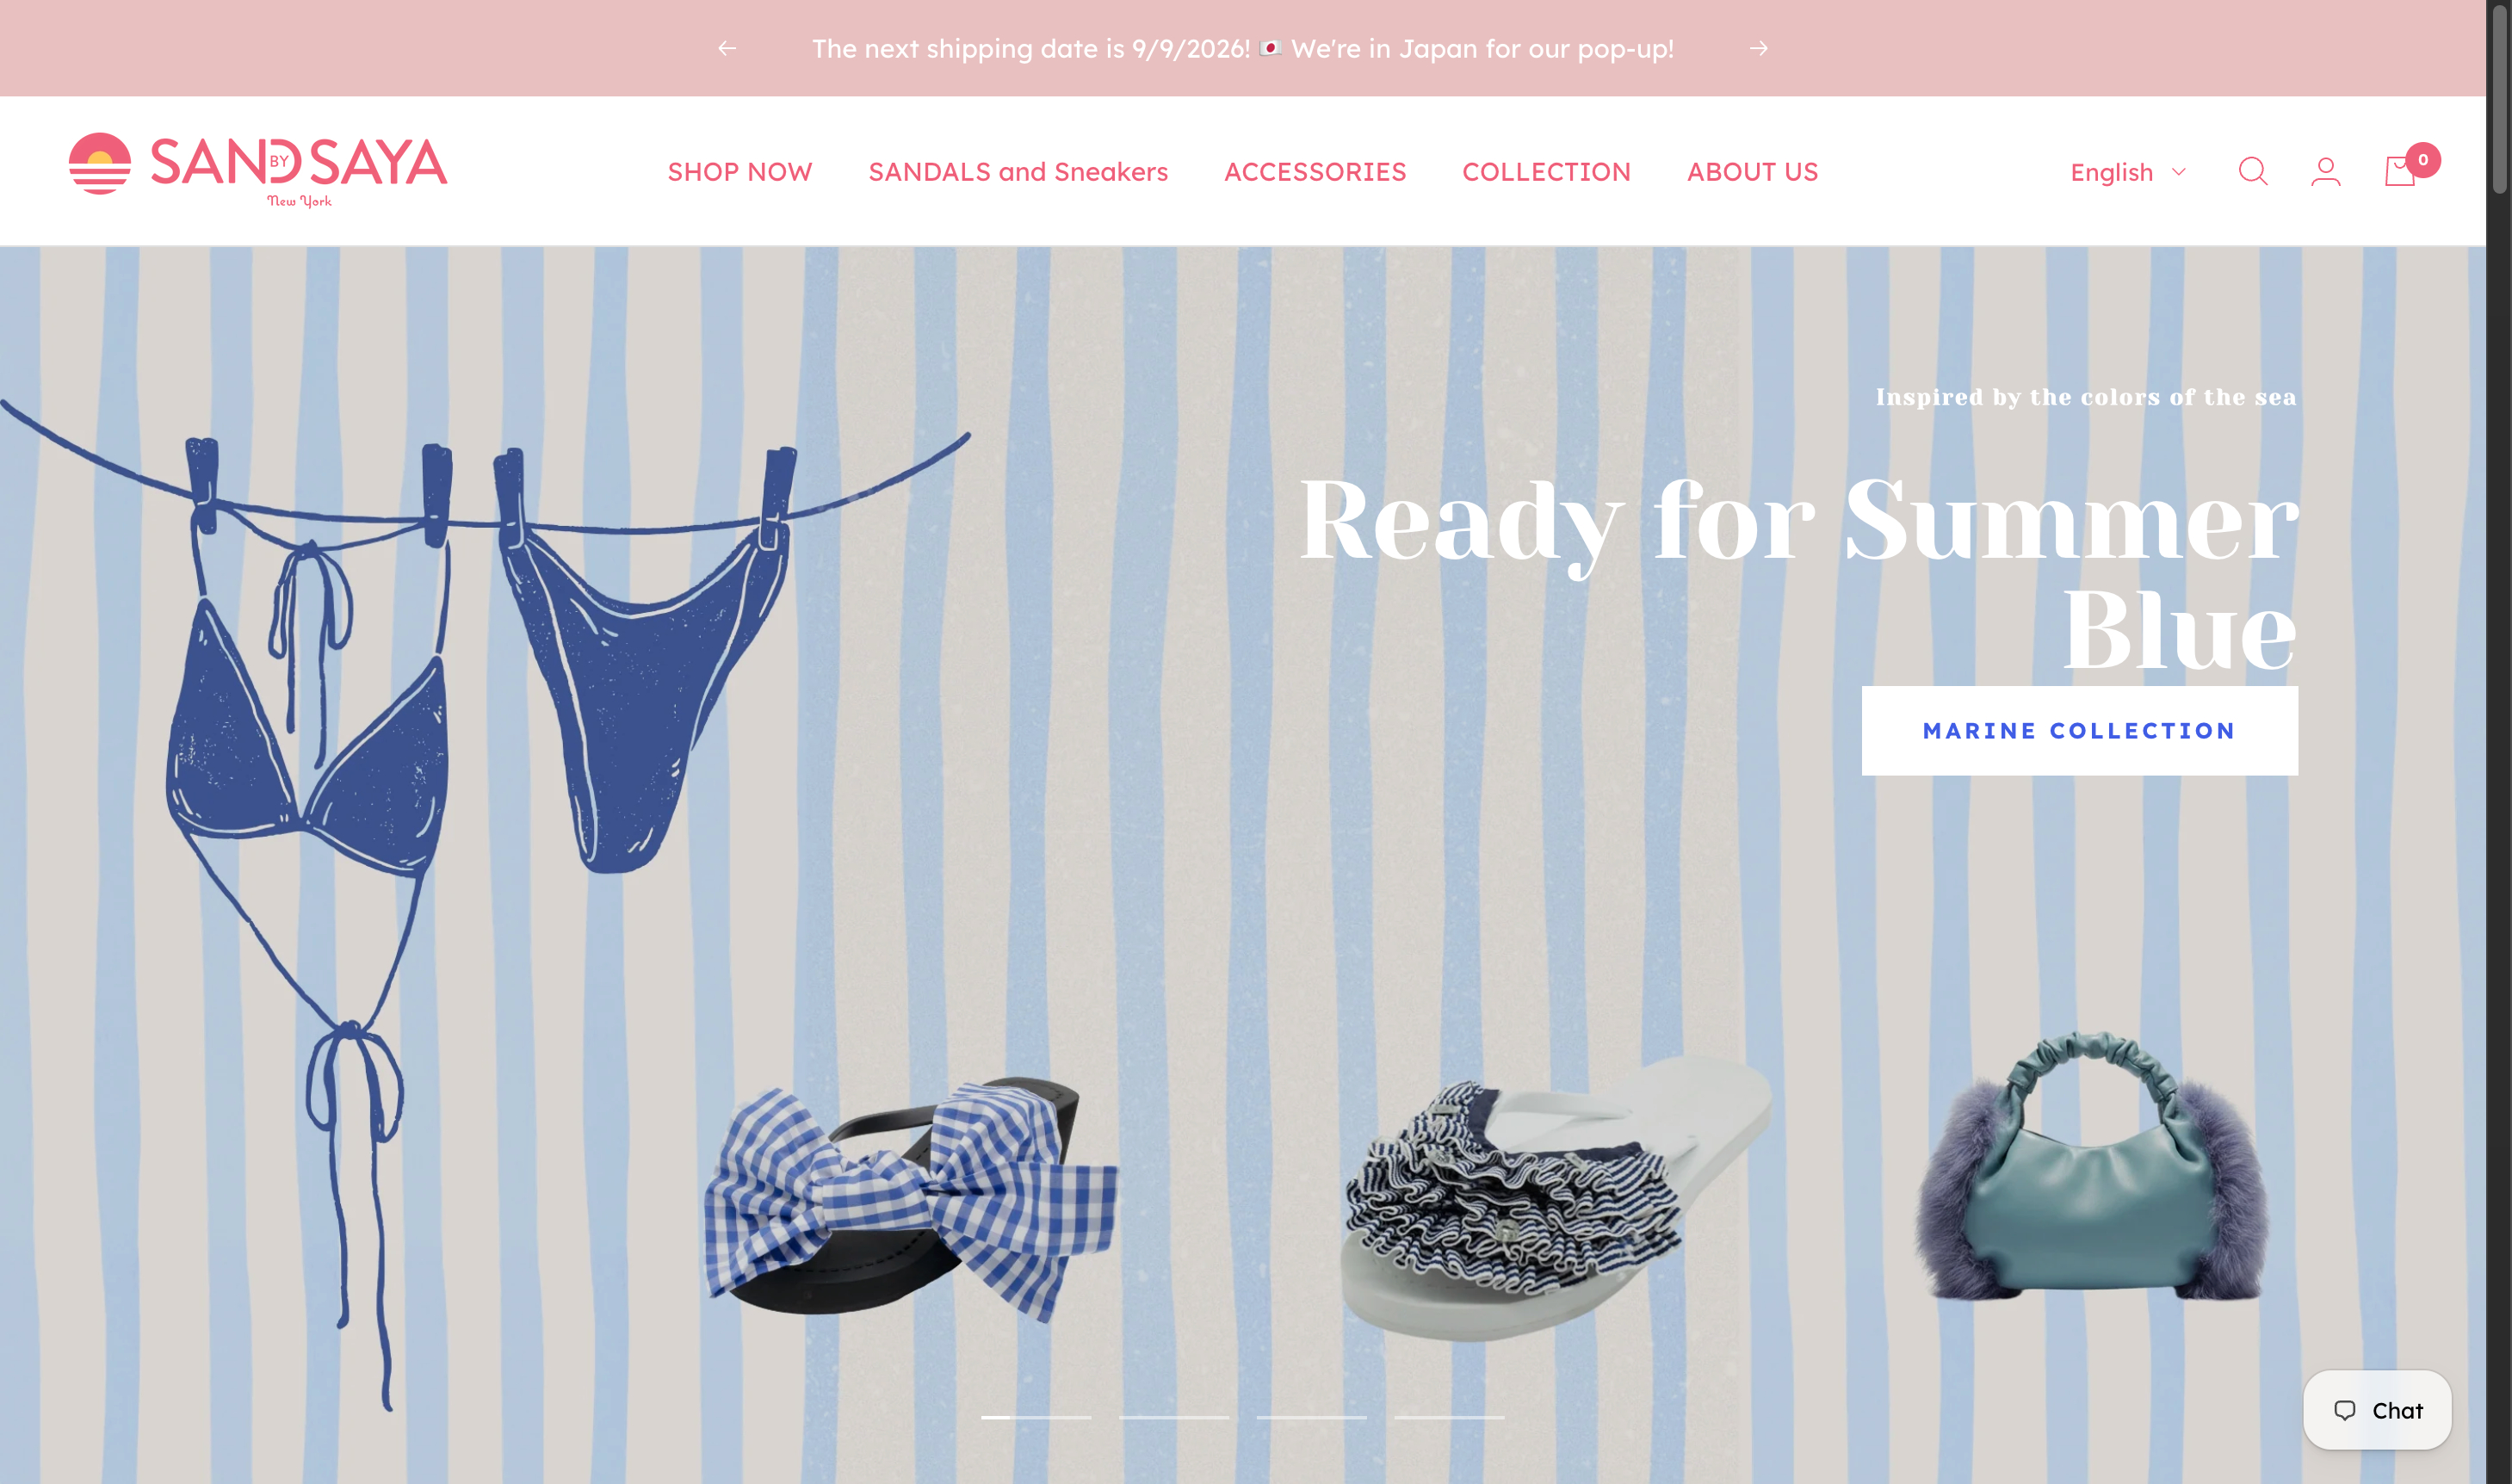 The next shipping date is 9/9/2026! 🇯🇵 We're in Japan for our pop-up!
SAND BY SAYA
New York
SHOP NOW
SANDALS and Sneakers
ACCESSORIES
COLLECTION
ABOUT US
English
0
Inspired by the colors of the sea
Ready for Summer
Blue
MARINE COLLECTION
Chat